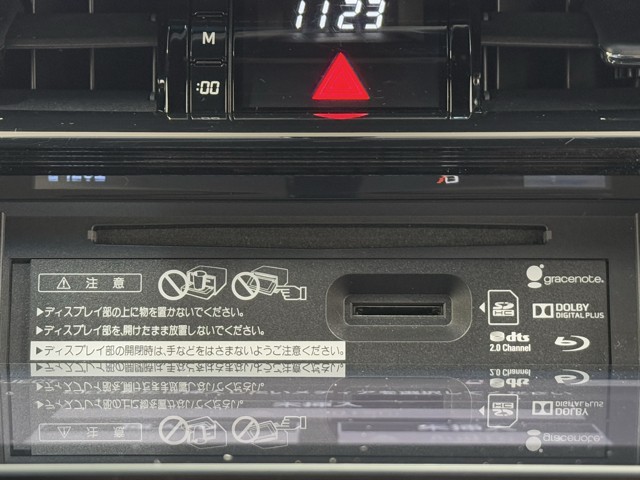 1123
M
:00
注意
▶ディスプレイ部の上に物を置かないでください。
▶ディスプレイ部を、開けたまま放置しないでください。
▶ディスプレイ部の開閉時は、手などをはさまないようご注意ください。
gracenote.
SD
HC
DOLBY
DIGITAL PLUS
dts
2.0 Channel